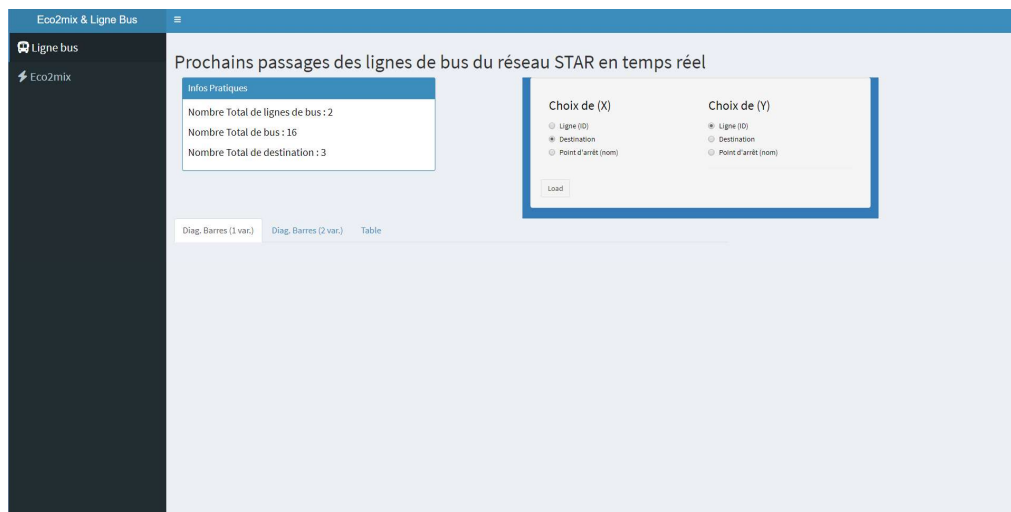 Eco2mix & Ligne Bus
Ligne bus
Eco2mix
Prochains passages des lignes de bus du réseau STAR en temps réel
Infos Pratiques
Nombre Total de lignes de bus : 2
Nombre Total de bus : 16
Nombre Total de destination : 3
Choix de (X)
Ligne (ID)
Destination
Point d'arrêt (nom)
Choix de (Y)
Ligne (ID)
Destination
Point d'arrêt (nom)
Load
Diag. Barres (1 var.) Diag. Barres (2 var.) Table